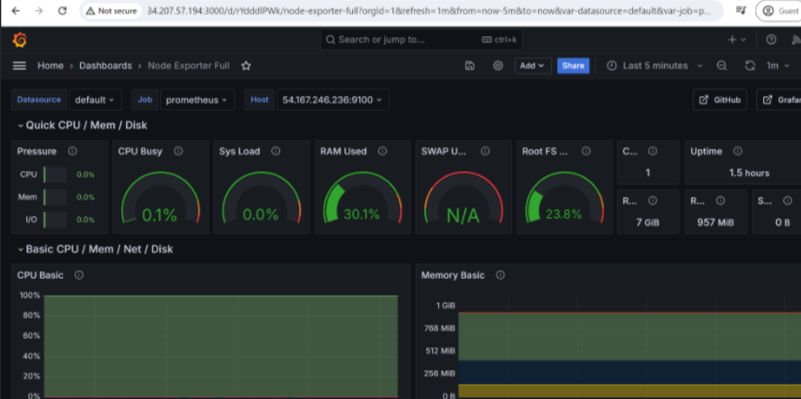 Not secure 34.207.57.194:3000/d/rYdddlPWk/node-exporter-full?orgId=1&refresh=1m&from=now-5m&to=now&var-datasource=default&var-job=p... Guest
Search or jump to... ctrl+k
Home › Dashboards › Node Exporter Full Add Share Last 5 minutes 1m
Datasource default Job prometheus Host 54.167.246.236:9100 GitHub Grafan
Quick CPU / Mem / Disk
Pressure CPU Busy Sys Load RAM Used SWAP U... Root FS ... C... Uptime
CPU 0.0%
Mem 0.0%
I/O 0.0%
0.1% 0.0% 30.1% N/A 23.8%
1 1.5 hours
R... R... S...
7 GiB 957 MiB 0 B
Basic CPU / Mem / Net / Disk
CPU Basic Memory Basic
100%
80%
60%
40%
20%
0%
1 GiB
768 MiB
512 MiB
256 MiB
0 B